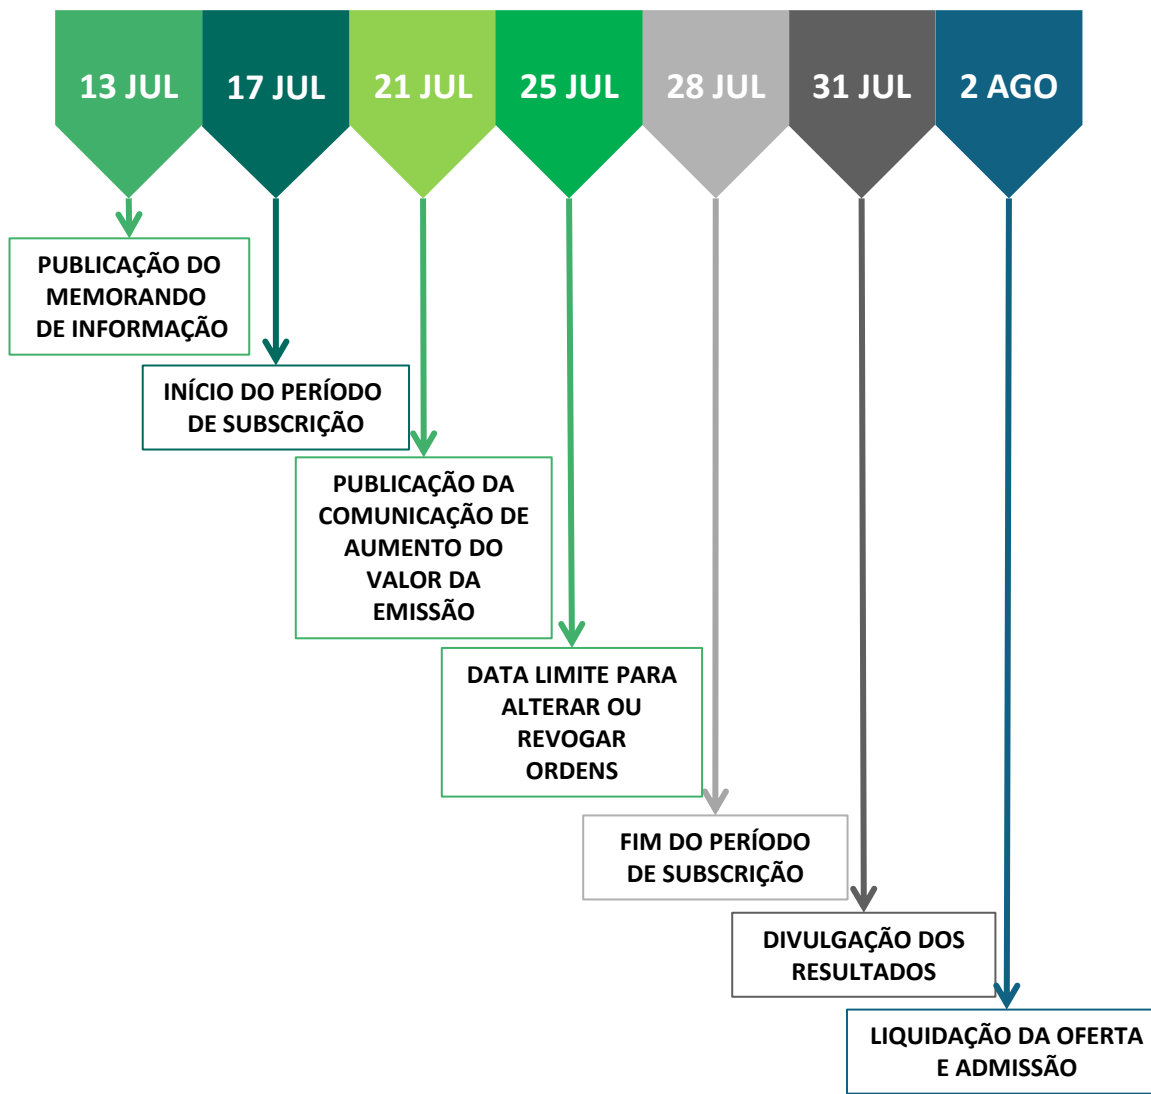 13 JUL
17 JUL
21 JUL
25 JUL
28 JUL
31 JUL
2 AGO
PUBLICAÇÃO DO
MEMORANDO
DE INFORMAÇÃO
INÍCIO DO PERÍODO
DE SUBSCRIÇÃO
PUBLICAÇÃO DA
COMUNICAÇÃO DE
AUMENTO DO
VALOR DA
EMISSÃO
DATA LIMITE PARA
ALTERAR OU
REVOGAR
ORDENS
FIM DO PERÍODO
DE SUBSCRIÇÃO
DIVULGAÇÃO DOS
RESULTADOS
LIQUIDAÇÃO DA OFERTA
E ADMISSÃO